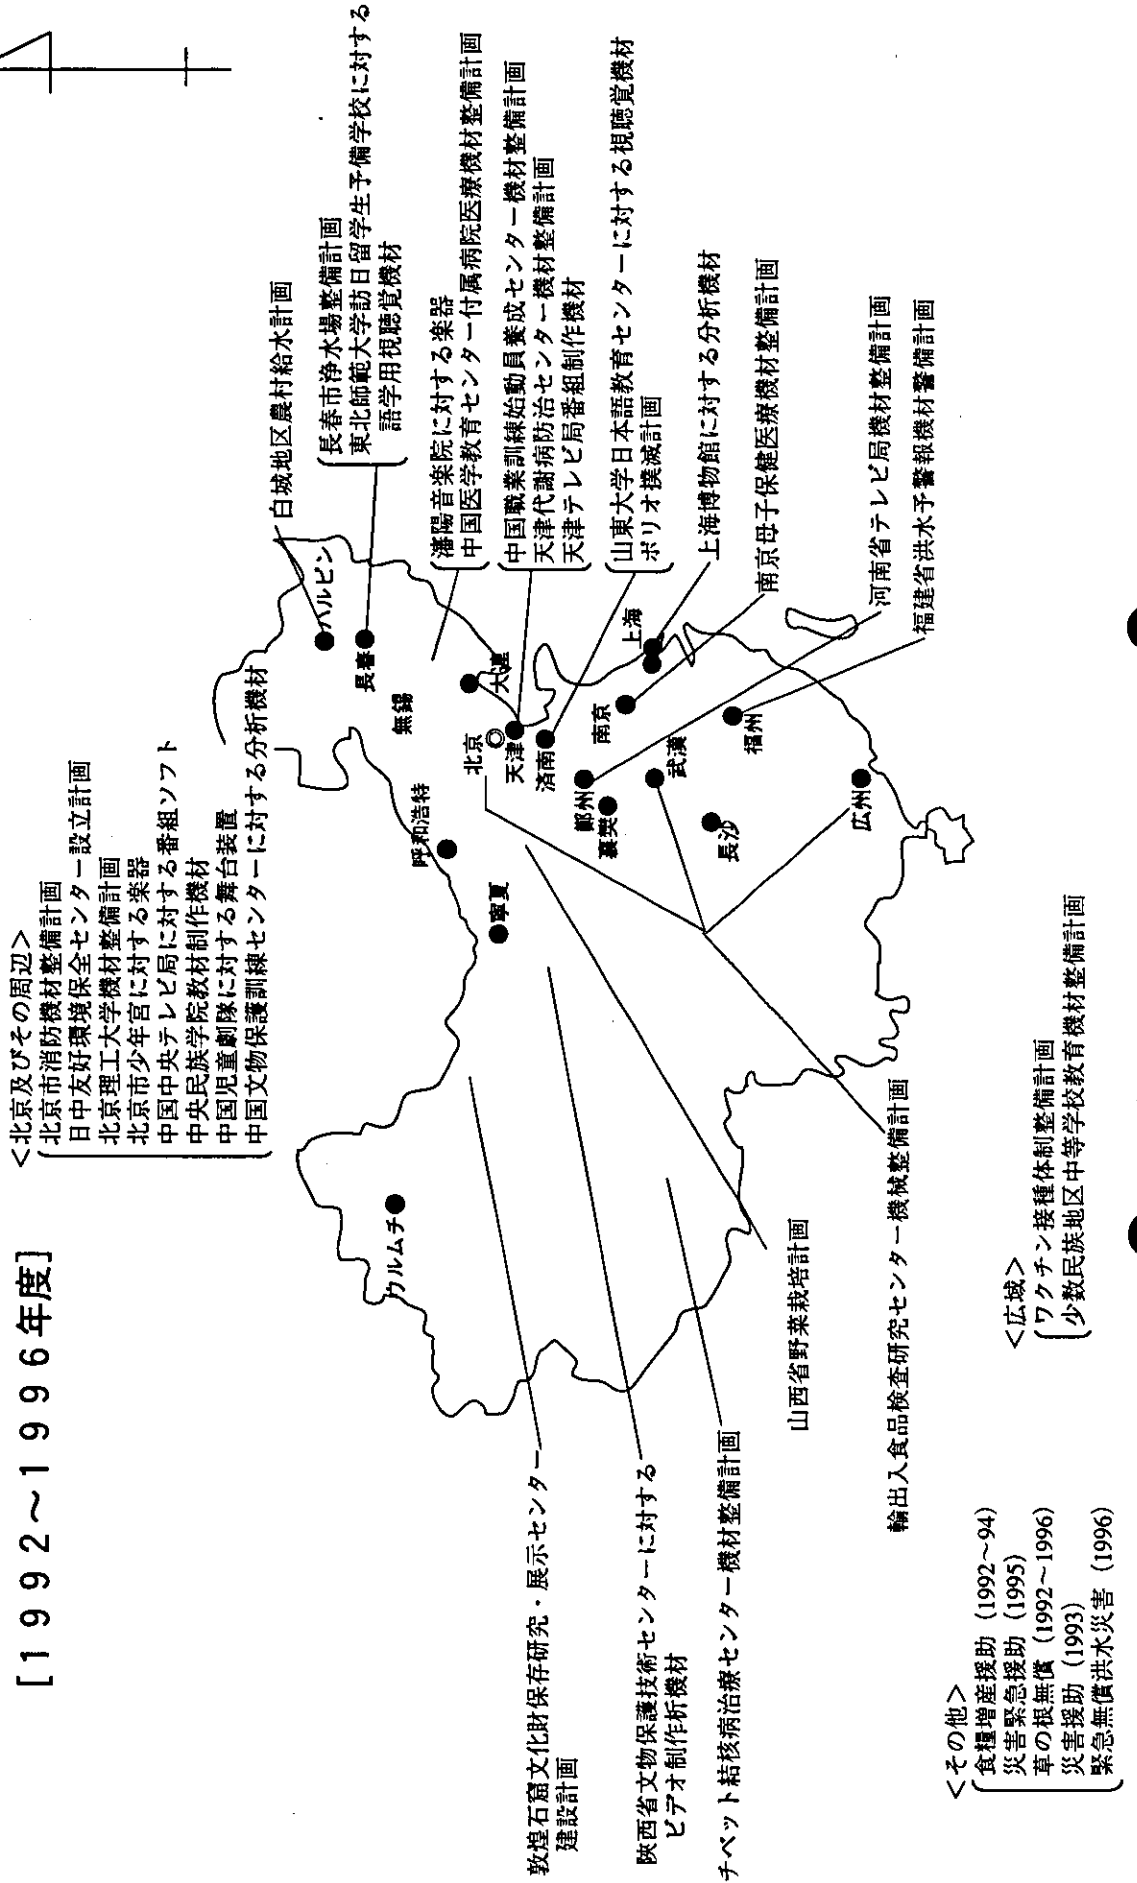 [1992～1996年度]
＜北京及びその周辺＞
北京市消防機材整備計画
日中友好環境保全センター設立計画
北京理工大学機材整備計画
北京市少年宮に対する楽器
中国中央テレビ局に対する番組ソフト
中央民族学院教材制作機材
中国児童劇隊に対する舞台装置
中国文物保護訓練センターに対する分析機材
白城地区農村給水計画
長春市浄水場整備計画
東北師範大学訪日留学生予備学校に対する
語学用視聴覚機材
瀋陽音楽院に対する楽器
中国医学教育センター付属病院医療機材整備計画
中国職業訓練始動員養成センター機材整備計画
天津代謝病防治センター機材整備計画
天津テレビ局番組制作機材
山東大学日本語教育センターに対する視聴覚機材
ポリオ撲滅計画
上海博物館に対する分析機材
南京母子保健医療機材整備計画
河南省テレビ局機材整備計画
福建省洪水予警報機材警備計画
ハルビン
長春
無錫
大連
北京
天津
済南
呼和浩特
寧夏
ウルムチ
上海
南京
鄭州
襄樊
武漢
長沙
福州
広州
敦煌石窟文化財保存研究・展示センター
建設計画
陝西省文物保護技術センターに対する
ビデオ制作析機材
チベット結核病治療センター機材整備計画
山西省野菜栽培計画
輸出入食品検査研究センター機械整備計画
＜広域＞
ワクチン接種体制整備計画
少数民族地区中等学校教育機材整備計画
＜その他＞
食糧増産援助 (1992～94)
災害緊急援助 (1995)
草の根無償 (1992～1996)
災害援助 (1993)
緊急無償洪水災害 (1996)